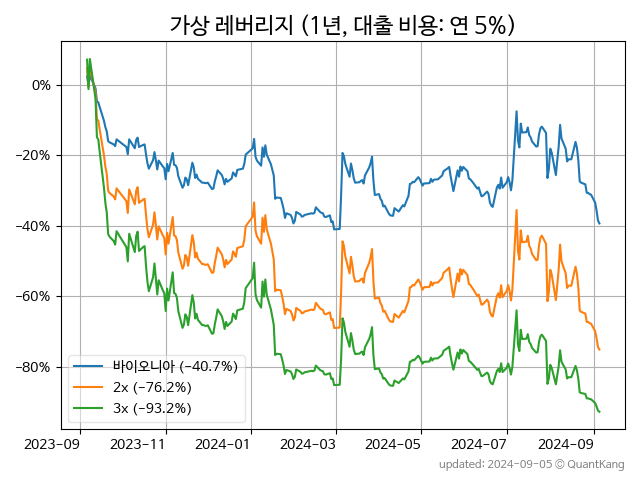 가상 레버리지 (1년, 대출 비용: 연 5%)
0%
−20%
−40%
−60%
−80%
바이오니아 (−40.7%)
2x (−76.2%)
3x (−93.2%)
2023-09 2023-11 2024-01 2024-03 2024-05 2024-07 2024-09
updated: 2024-09-05 © QuantKang